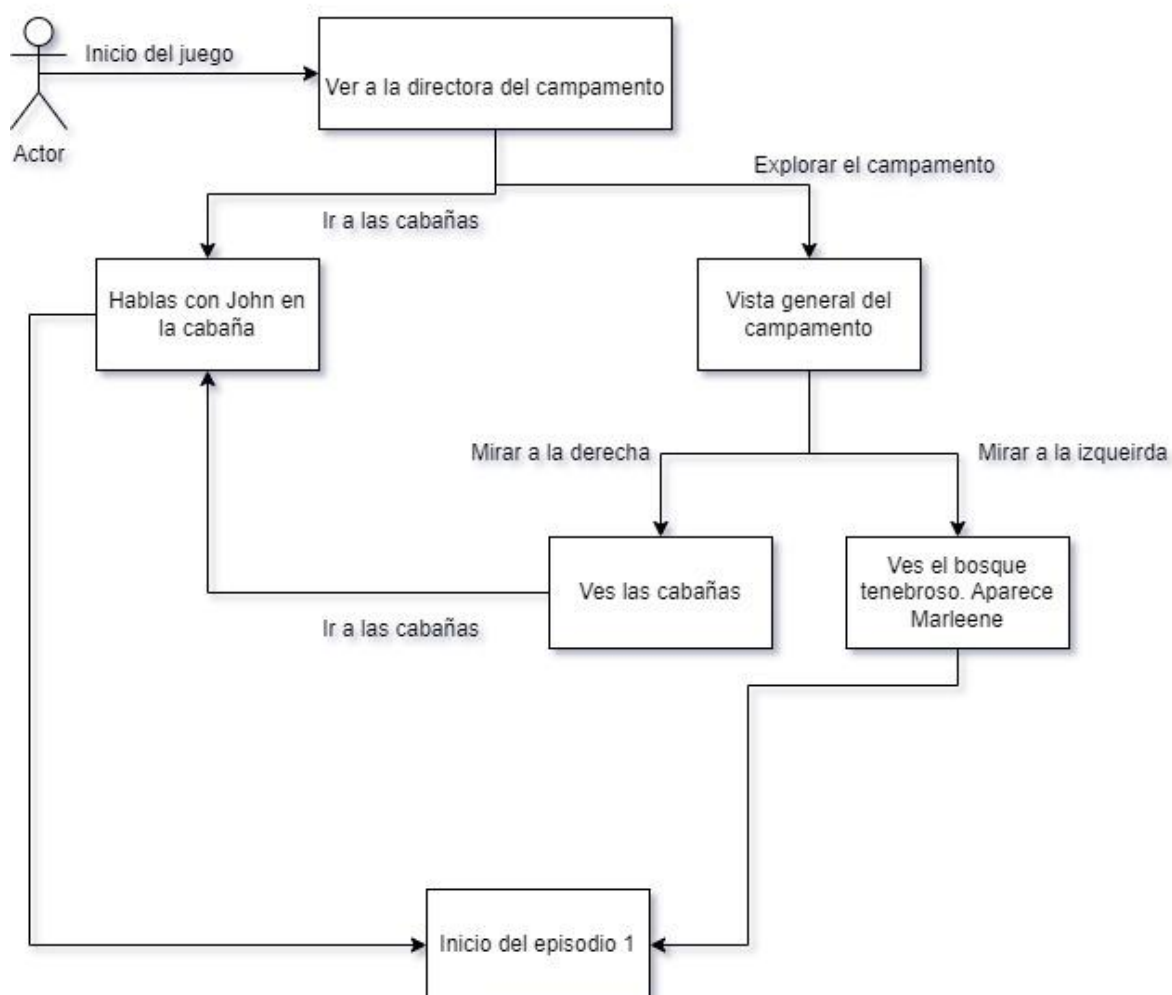 Inicio del juego
Ver a la directora del campamento
Actor
Explorar el campamento
Ir a las cabañas
Hablas con John en
la cabaña
Vista general del
campamento
Mirar a la derecha
Mirar a la izqueirda
Ves las cabañas
Ves el bosque
tenebroso. Aparece
Marleene
Ir a las cabañas
Inicio del episodio 1